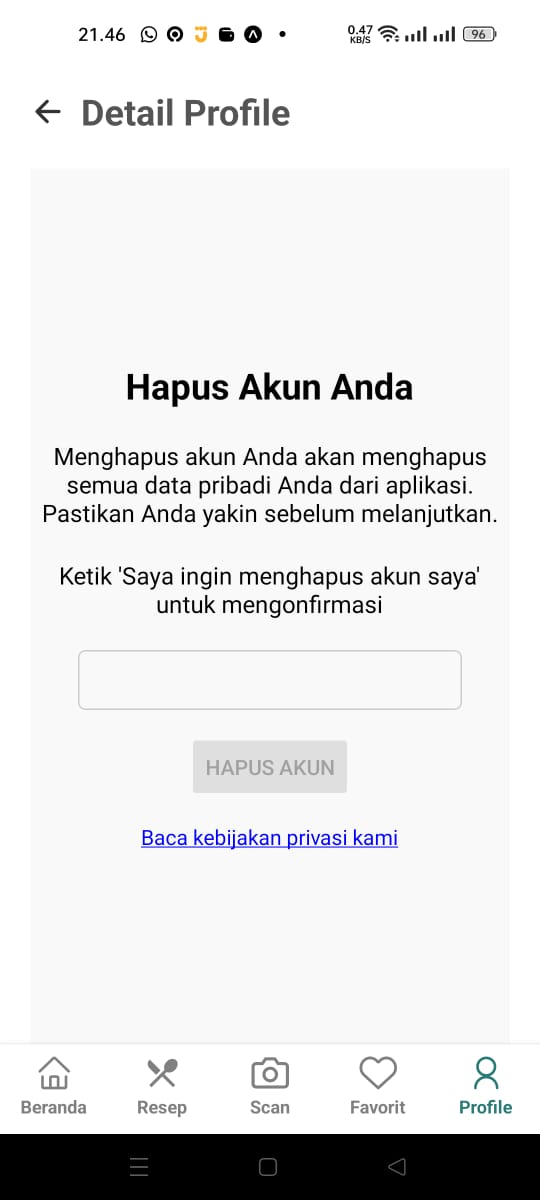 21.46
0.47
KB/S
96
Detail Profile
Hapus Akun Anda
Menghapus akun Anda akan menghapus
semua data pribadi Anda dari aplikasi.
Pastikan Anda yakin sebelum melanjutkan.
Ketik 'Saya ingin menghapus akun saya'
untuk mengonfirmasi
HAPUS AKUN
Baca kebijakan privasi kami
Beranda Resep Scan Favorit Profile